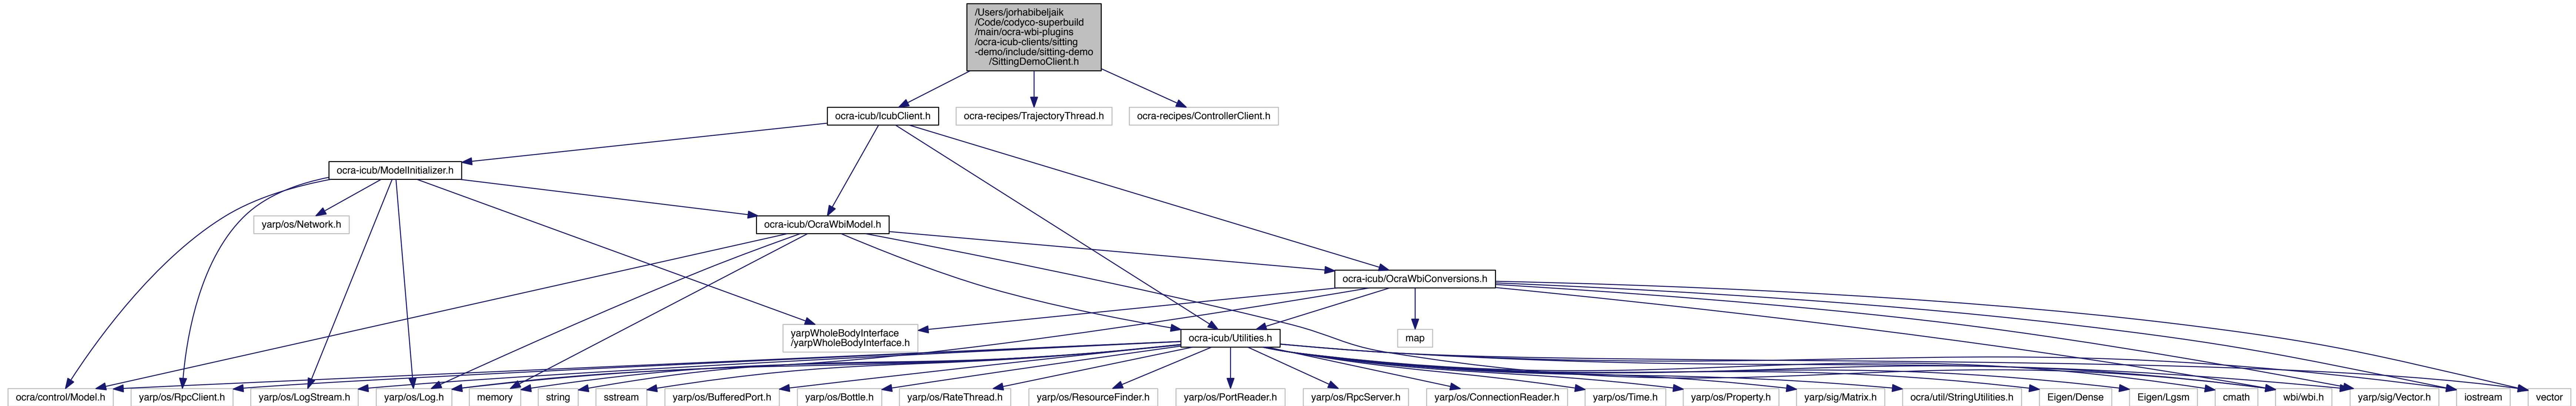 /Users/jorhabibeljaik
/Code/codyco-superbuild
/main/ocra-wbi-plugins
/ocra-icub-clients/sitting
-demo/include/sitting-demo
/SittingDemoClient.h
ocra-icub/IcubClient.h
ocra-recipes/TrajectoryThread.h
ocra-recipes/ControllerClient.h
ocra-icub/ModelInitializer.h
yarp/os/Network.h
ocra-icub/OcraWbiModel.h
ocra-icub/OcraWbiConversions.h
yarpWholeBodyInterface
/yarpWholeBodyInterface.h
ocra-icub/Utilities.h
map
ocra/control/Model.h
yarp/os/RpcClient.h
yarp/os/LogStream.h
yarp/os/Log.h
memory
string
sstream
yarp/os/BufferedPort.h
yarp/os/Bottle.h
yarp/os/RateThread.h
yarp/os/ResourceFinder.h
yarp/os/PortReader.h
yarp/os/RpcServer.h
yarp/os/ConnectionReader.h
yarp/os/Time.h
yarp/os/Property.h
yarp/sig/Matrix.h
ocra/util/StringUtilities.h
Eigen/Dense
Eigen/Lgsm
cmath
wbi/wbi.h
yarp/sig/Vector.h
iostream
vector